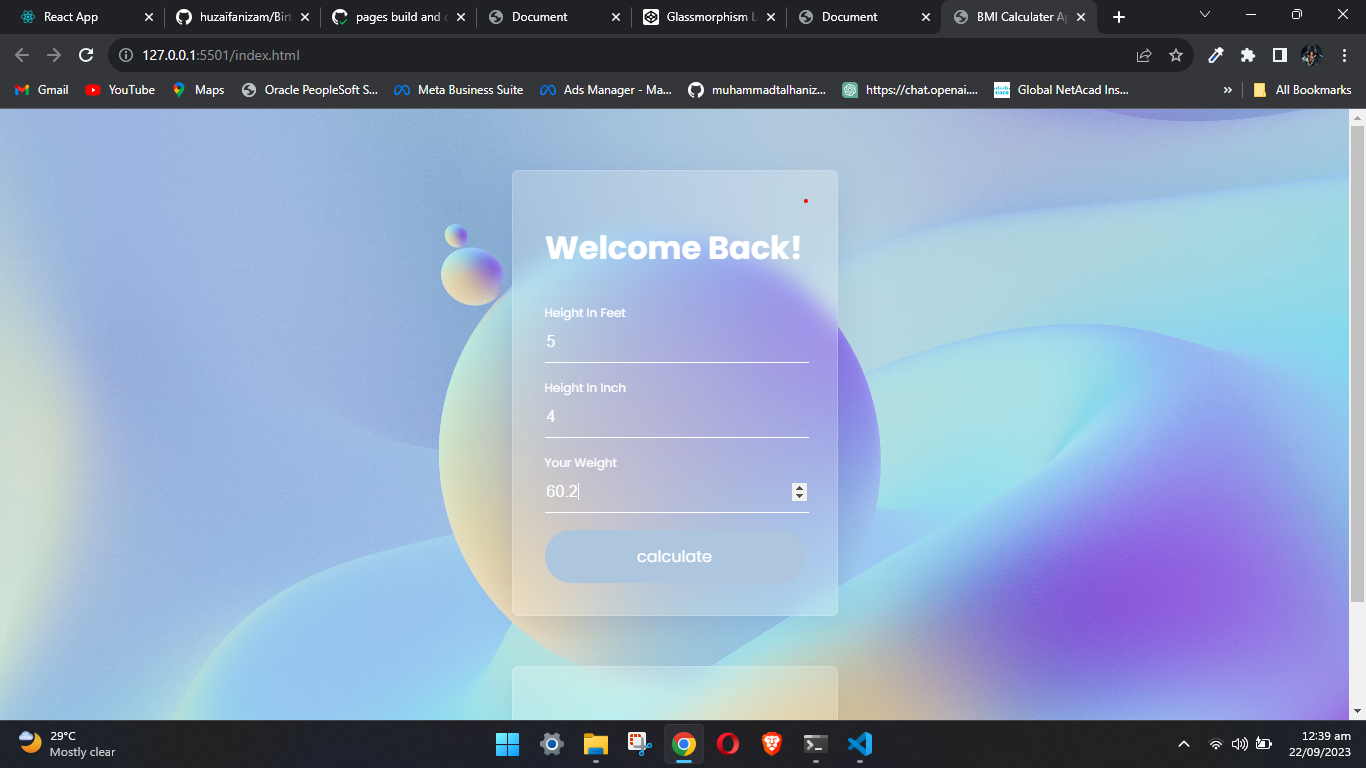 React App
huzaifanizam/Birt
pages build and
Document
Glassmorphism L
Document
BMI Calculater A
127.0.0.1:5501/index.html
Gmail
YouTube
Maps
Oracle PeopleSoft S...
Meta Business Suite
Ads Manager - Ma...
muhammadtalhaniz...
https://chat.openai....
Global NetAcad Ins...
»
All Bookmarks
Welcome Back!
Height In Feet
5
Height In Inch
4
Your Weight
60.2
calculate
29°C
Mostly clear
12:39 am
22/09/2023